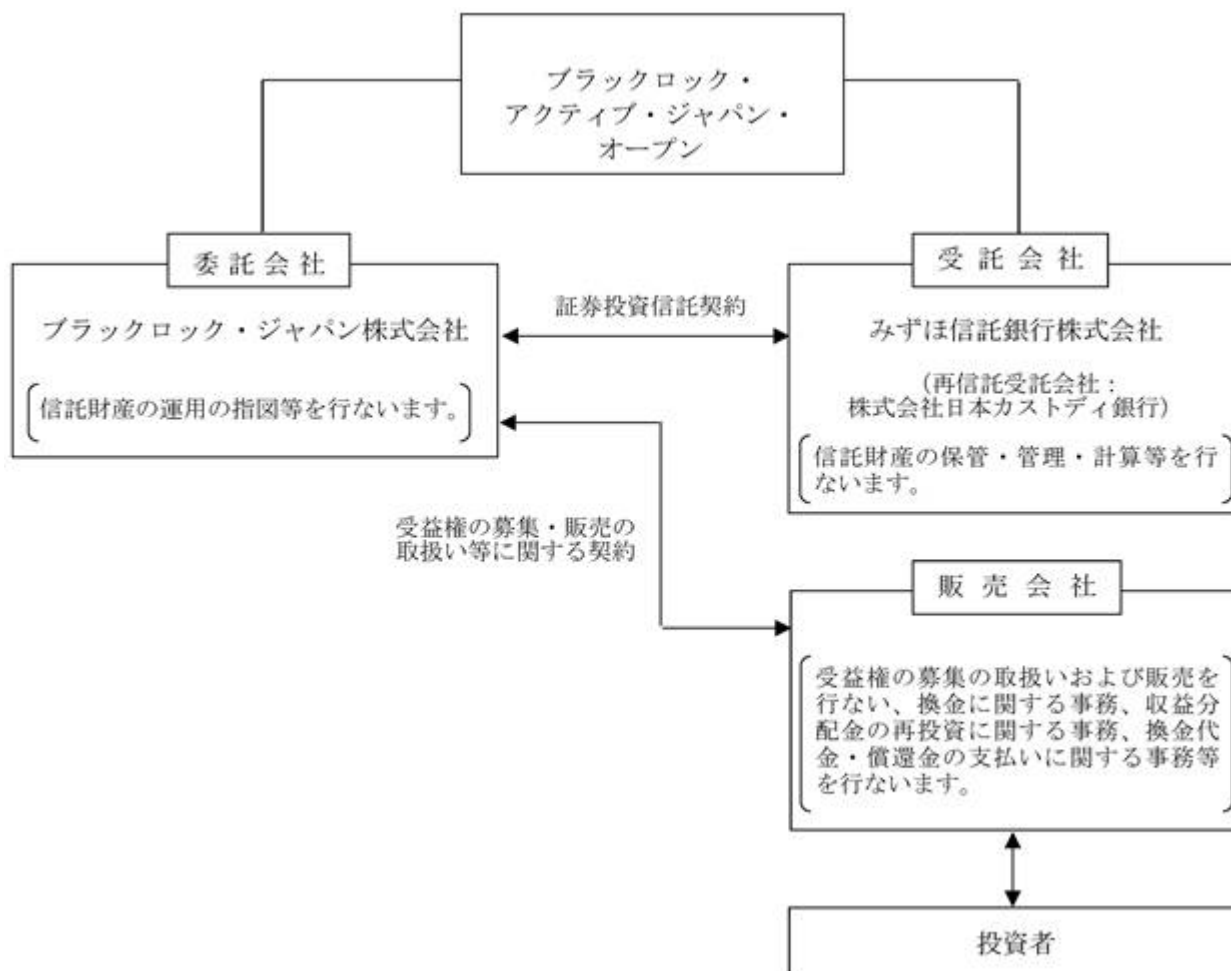 ブラックロック・
アクティブ・ジャパン・
オープン
委託会社
ブラックロック・ジャパン株式会社
信託財産の運用の指図等を行ないます。
証券投資信託契約
受託会社
みずほ信託銀行株式会社
(再信託受託会社:
株式会社日本カストディ銀行)
信託財産の保管・管理・計算等を行
ないます。
受益権の募集・販売の
取扱い等に関する契約
販売会社
受益権の募集の取扱いおよび販売を
行ない、換金に関する事務、収益分
配金の再投資に関する事務、換金代
金・償還金の支払いに関する事務等
を行ないます。
投資者